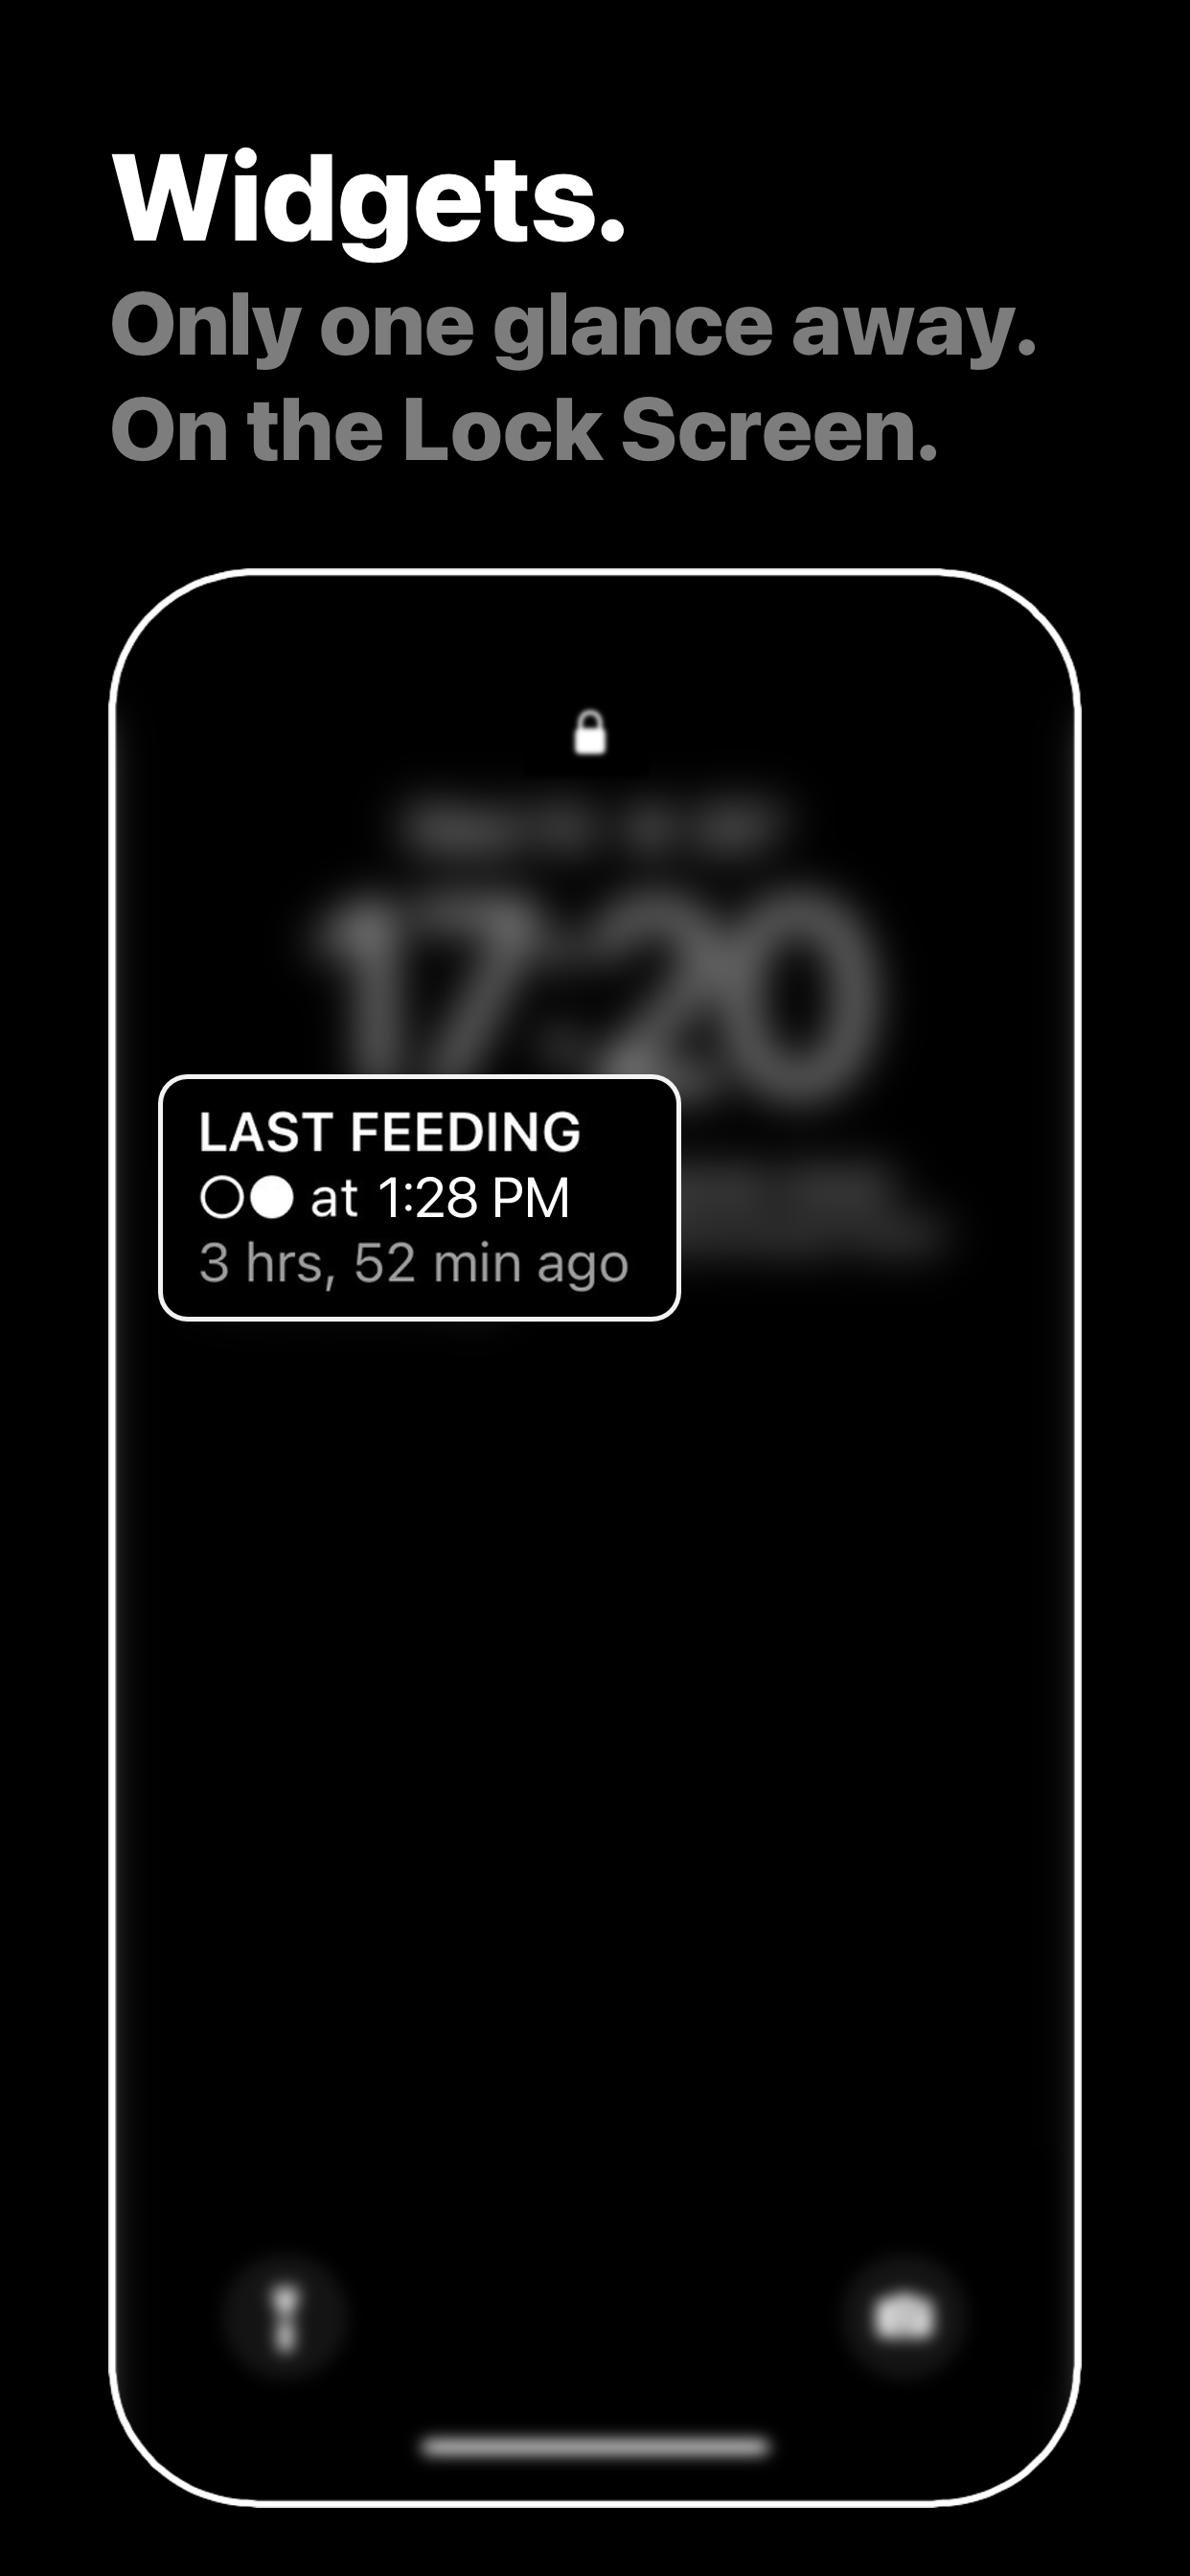 Widgets.
Only one glance away.
On the Lock Screen.
17:20
LAST FEEDING
○● at 1:28 PM
3 hrs, 52 min ago